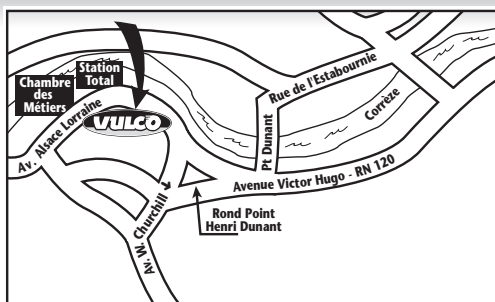 Station
Total
Chambre
des
Métiers
Av. Alsace Lorraine
VULCO
Rue de l'Estabournie
Corrèze
Pt Dunant
Avenue Victor Hugo - RN 120
Av. W. Churchill
Rond Point
Henri Dunant